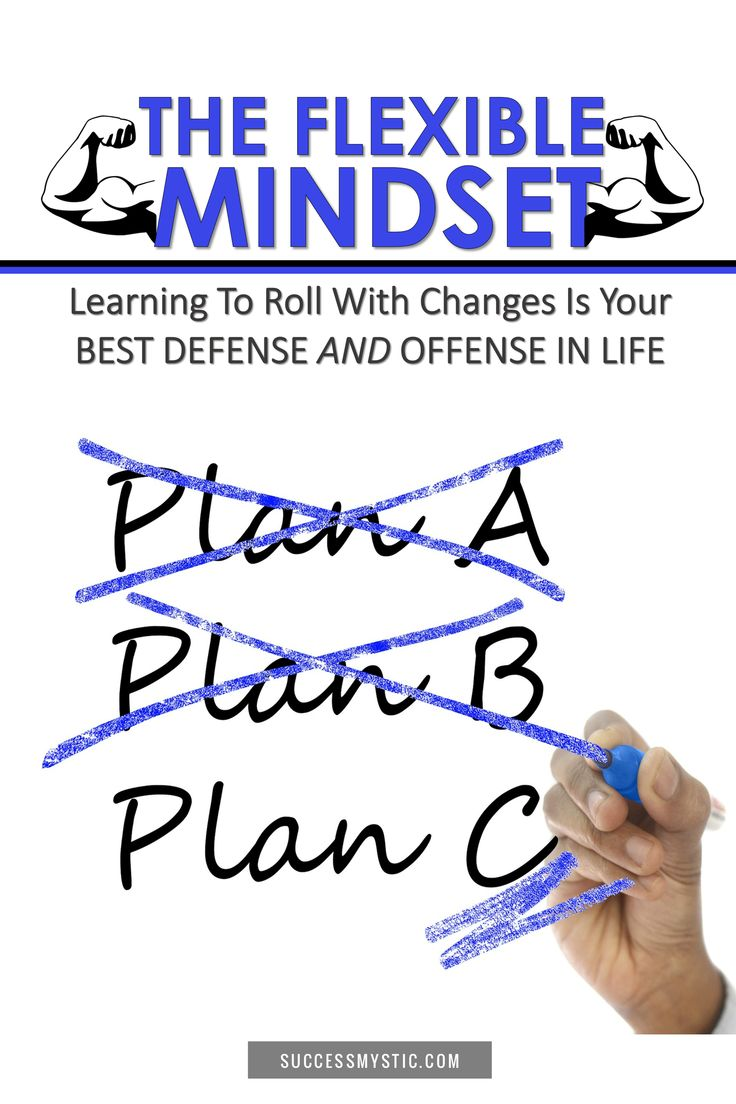 THE FLEXIBLE
MINDSET
Learning To Roll With Changes Is Your
BEST DEFENSE AND OFFENSE IN LIFE
Plan A
Plan B
Plan C
SUCCESSMYSTIC.COM